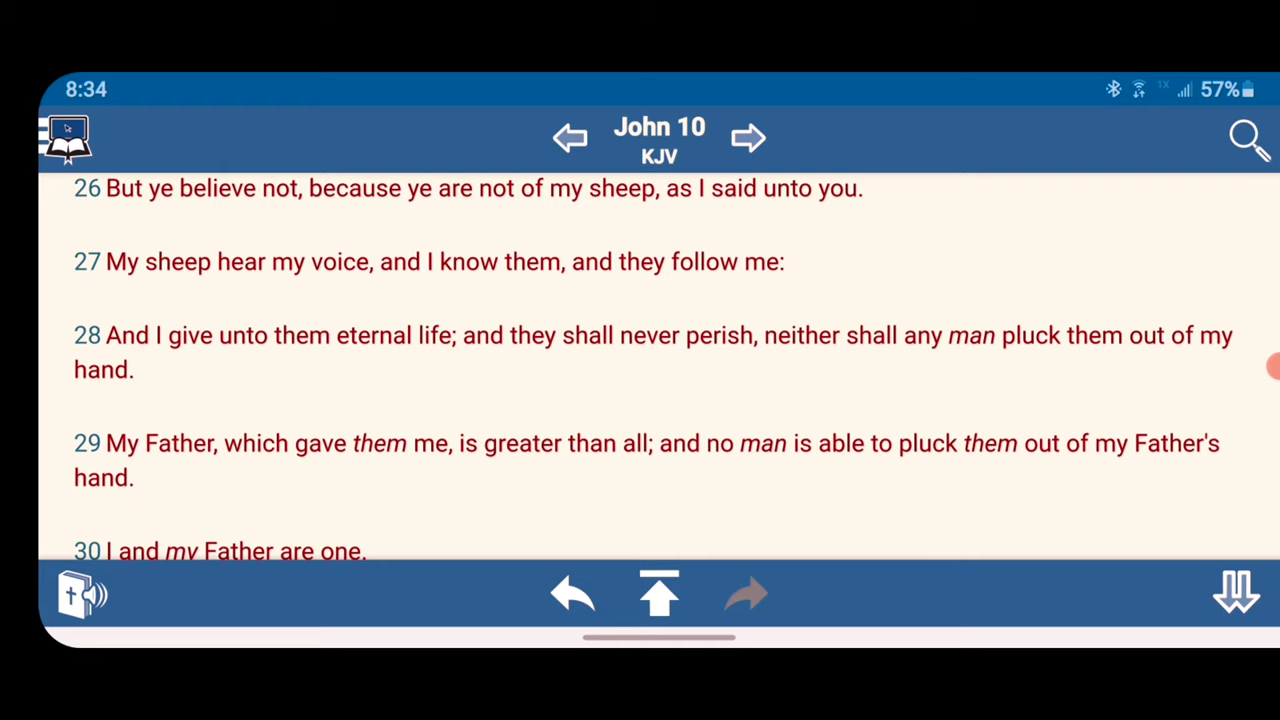 8:34
1X
57%
John 10
KJV
26 But ye believe not, because ye are not of my sheep, as I said unto you.
27 My sheep hear my voice, and I know them, and they follow me:
28 And I give unto them eternal life; and they shall never perish, neither shall any man pluck them out of my
hand.
29 My Father, which gave them me, is greater than all; and no man is able to pluck them out of my Father's
hand.
30 I and my Father are one.